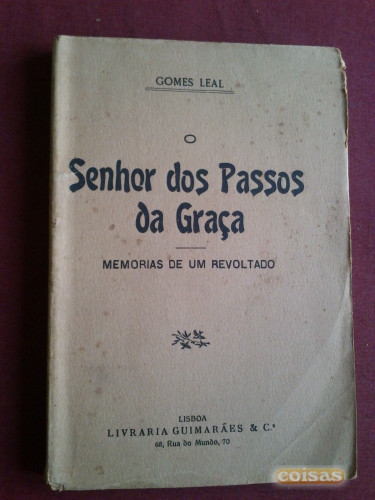 GOMES LEAL
O
Senhor dos Passos
da Graça
MEMORIAS DE UM REVOLTADO
LISBOA
LIVRARIA GUIMARÃES & C.ª
68, Rua do Mundo, 70
coisas